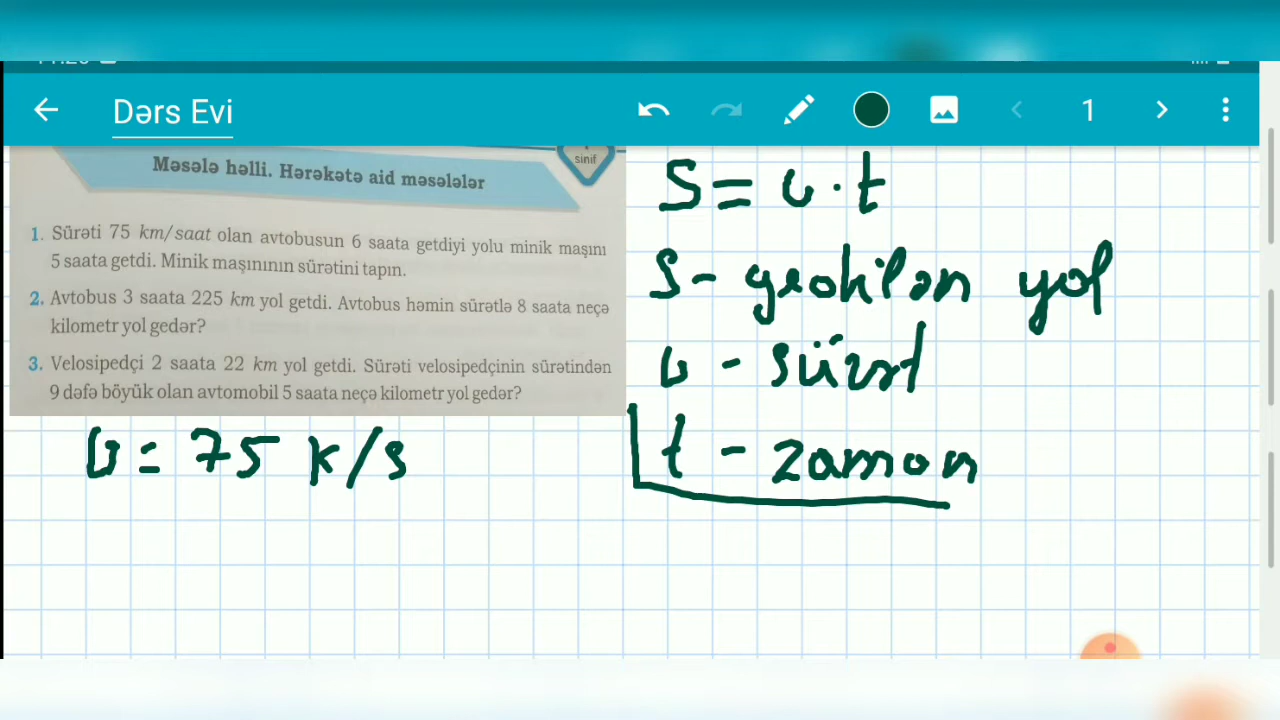 Dərs Evi
1
sinif
Məsələ həlli. Hərəkətə aid məsələlər
1. Sürəti 75 km/saat olan avtobusun 6 saata getdiyi yolu minik maşını
5 saata getdi. Minik maşınının sürətini tapın.
2. Avtobus 3 saata 225 km yol getdi. Avtobus həmin sürətlə 8 saata neçə
kilometr yol gedər?
3. Velosipedçi 2 saata 22 km yol getdi. Sürəti velosipedçinin sürətindən
9 dəfə böyük olan avtomobil 5 saata neçə kilometr yol gedər?
υ = 75 k/s
S = υ · t
S - yol
υ - sürət
t - zaman